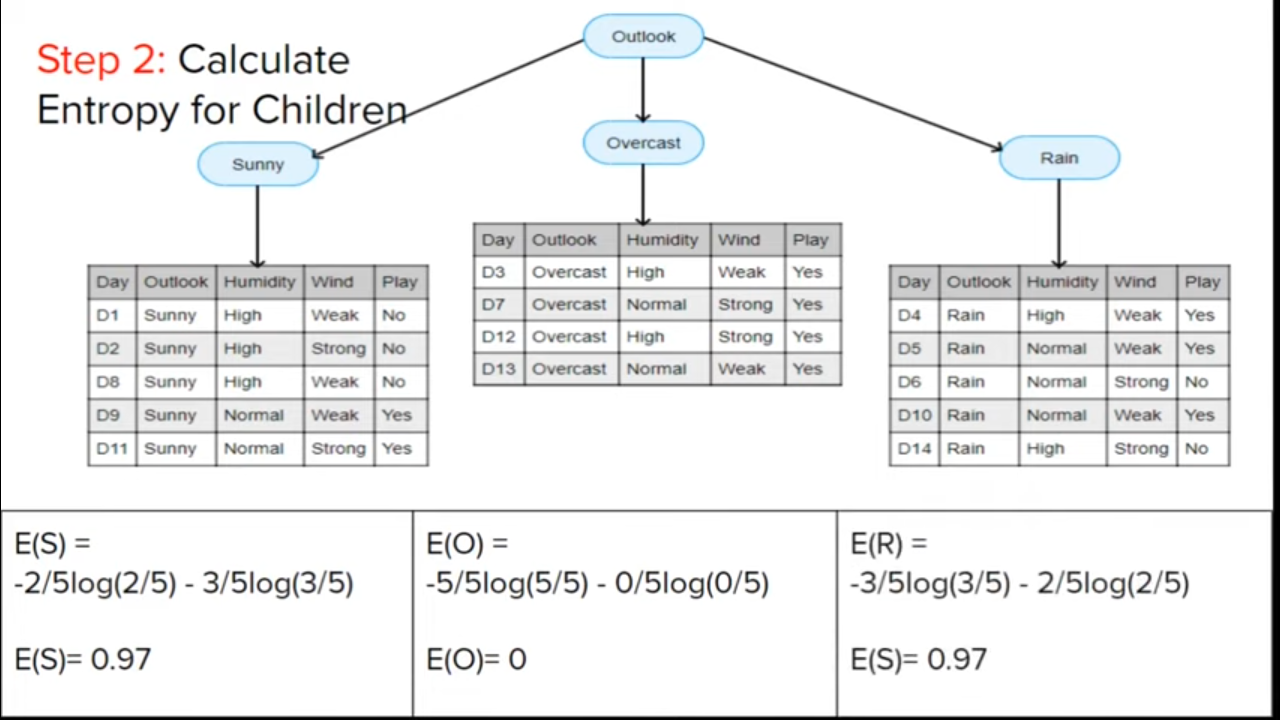 Step 2: Calculate
Entropy for Children
Outlook
Sunny
Overcast
Rain
Day Outlook Humidity Wind Play
D1 Sunny High Weak No
D2 Sunny High Strong No
D8 Sunny High Weak No
D9 Sunny Normal Weak Yes
D11 Sunny Normal Strong Yes
Day Outlook Humidity Wind Play
D3 Overcast High Weak Yes
D7 Overcast Normal Strong Yes
D12 Overcast High Strong Yes
D13 Overcast Normal Weak Yes
Day Outlook Humidity Wind Play
D4 Rain High Weak Yes
D5 Rain Normal Weak Yes
D6 Rain Normal Strong No
D10 Rain Normal Weak Yes
D14 Rain High Strong No
E(S) =
-2/5log(2/5) - 3/5log(3/5)
E(S)= 0.97
E(O) =
-5/5log(5/5) - 0/5log(0/5)
E(O)= 0
E(R) =
-3/5log(3/5) - 2/5log(2/5)
E(S)= 0.97